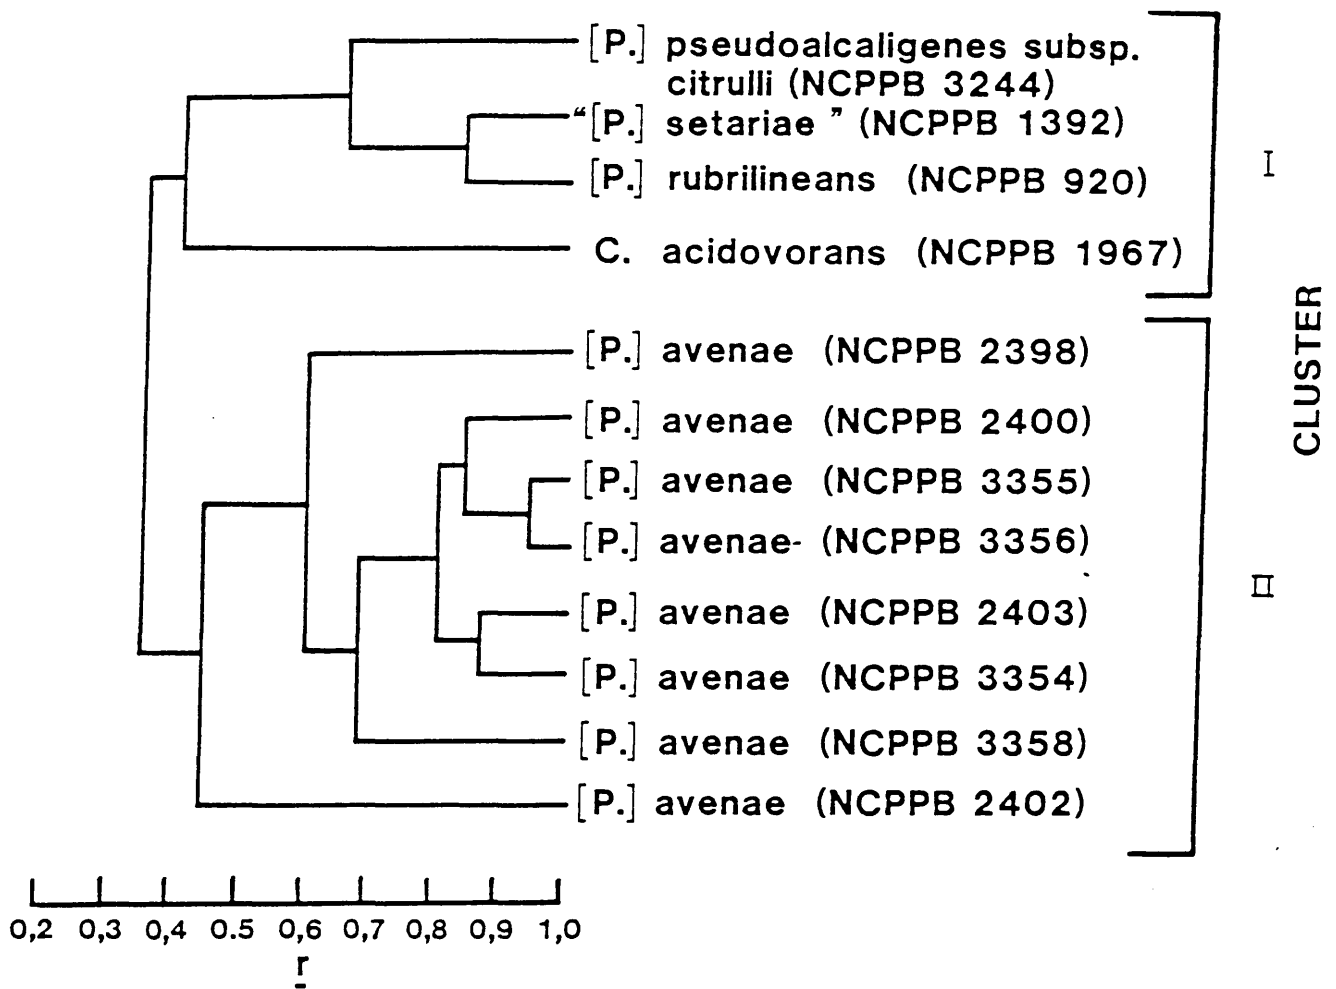 [P.] pseudoalcaligenes subsp.
citrulli (NCPPB 3244)
“[P.] setariae ” (NCPPB 1392)
[P.] rubrilineans (NCPPB 920)
C. acidovorans (NCPPB 1967)
I
[P.] avenae (NCPPB 2398)
[P.] avenae (NCPPB 2400)
[P.] avenae (NCPPB 3355)
[P.] avenae- (NCPPB 3356)
[P.] avenae (NCPPB 2403)
[P.] avenae (NCPPB 3354)
[P.] avenae (NCPPB 3358)
[P.] avenae (NCPPB 2402)
II
CLUSTER
0,2 0,3 0,4 0.5 0,6 0,7 0,8 0,9 1,0
r